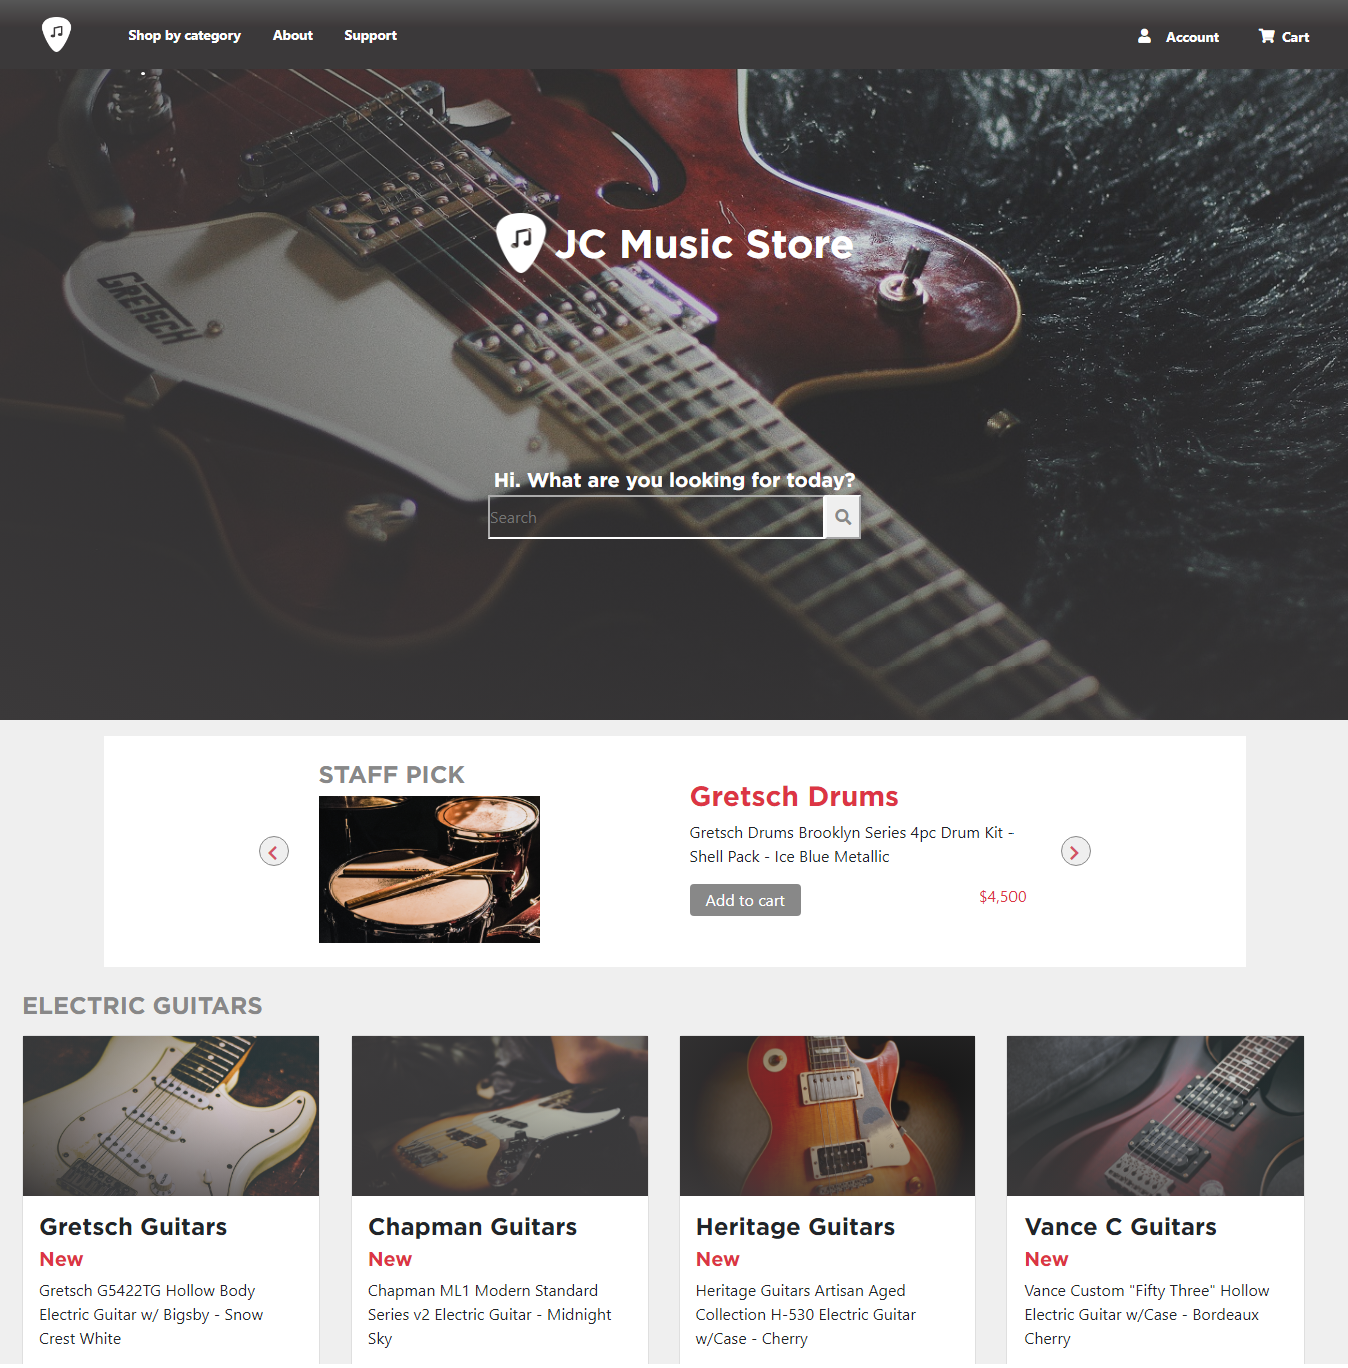 Shop by category
About
Support
Account
Cart
GRETSCH
JC Music Store
Hi. What are you looking for today?
Search
STAFF PICK
Gretsch Drums
Gretsch Drums Brooklyn Series 4pc Drum Kit -
Shell Pack - Ice Blue Metallic
Add to cart
$4,500
ELECTRIC GUITARS
Gretsch Guitars
New
Gretsch G5422TG Hollow Body
Electric Guitar w/ Bigsby - Snow
Crest White
Chapman Guitars
New
Chapman ML1 Modern Standard
Series v2 Electric Guitar - Midnight
Sky
Heritage Guitars
New
Heritage Guitars Artisan Aged
Collection H-530 Electric Guitar
w/Case - Cherry
Vance C Guitars
New
Vance Custom "Fifty Three" Hollow
Electric Guitar w/Case - Bordeaux
Cherry